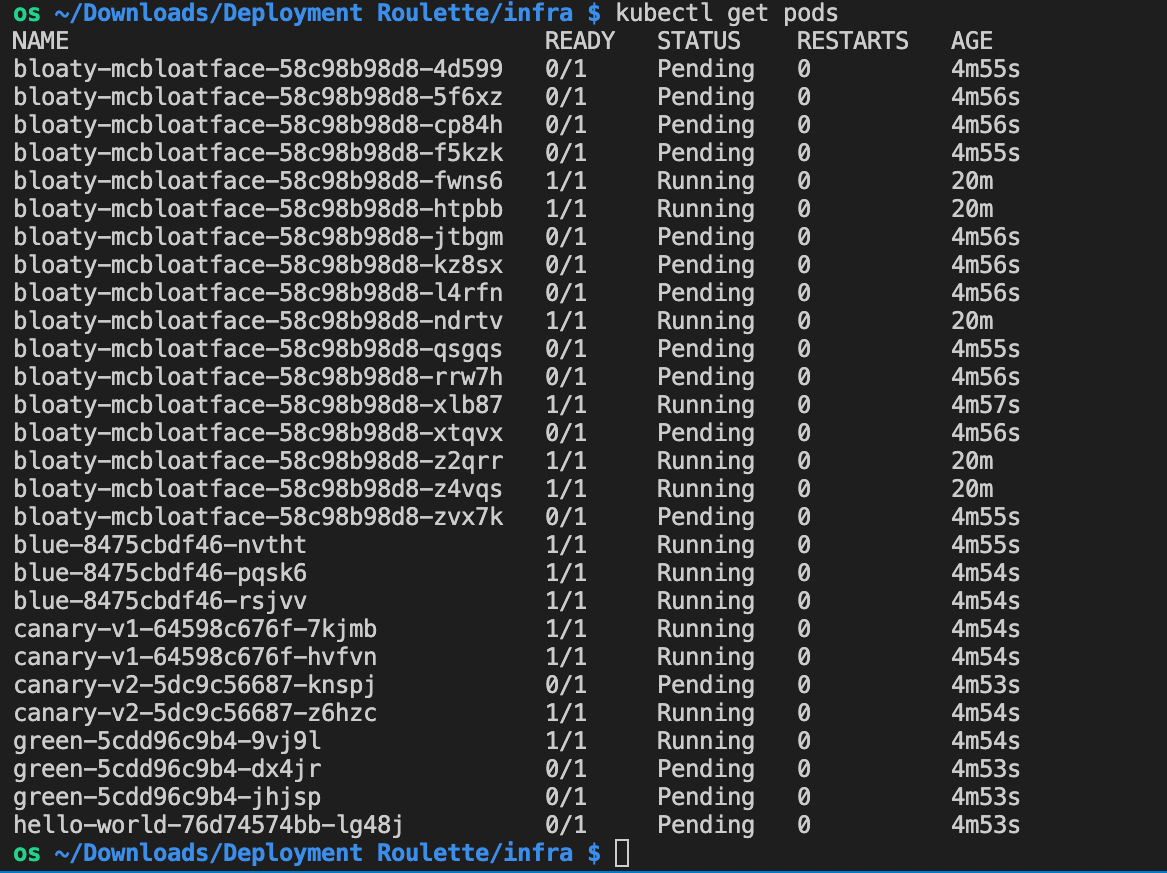 os ~/Downloads/Deployment Roulette/infra $ kubectl get pods
NAME READY STATUS RESTARTS AGE
bloaty-mcbloatface-58c98b98d8-4d599 0/1 Pending 0 4m55s
bloaty-mcbloatface-58c98b98d8-5f6xz 0/1 Pending 0 4m56s
bloaty-mcbloatface-58c98b98d8-cp84h 0/1 Pending 0 4m56s
bloaty-mcbloatface-58c98b98d8-f5kzk 0/1 Pending 0 4m55s
bloaty-mcbloatface-58c98b98d8-fwns6 1/1 Running 0 20m
bloaty-mcbloatface-58c98b98d8-htpbb 1/1 Running 0 20m
bloaty-mcbloatface-58c98b98d8-jtbgm 0/1 Pending 0 4m56s
bloaty-mcbloatface-58c98b98d8-kz8sx 0/1 Pending 0 4m56s
bloaty-mcbloatface-58c98b98d8-l4rfn 0/1 Pending 0 4m56s
bloaty-mcbloatface-58c98b98d8-ndrtv 1/1 Running 0 20m
bloaty-mcbloatface-58c98b98d8-qsgqs 0/1 Pending 0 4m55s
bloaty-mcbloatface-58c98b98d8-rrw7h 0/1 Pending 0 4m56s
bloaty-mcbloatface-58c98b98d8-xlb87 1/1 Running 0 4m57s
bloaty-mcbloatface-58c98b98d8-xtqvx 0/1 Pending 0 4m56s
bloaty-mcbloatface-58c98b98d8-z2qrr 1/1 Running 0 20m
bloaty-mcbloatface-58c98b98d8-z4vqs 1/1 Running 0 20m
bloaty-mcbloatface-58c98b98d8-zvx7k 0/1 Pending 0 4m55s
blue-8475cbdf46-nvtht 1/1 Running 0 4m55s
blue-8475cbdf46-pqsk6 1/1 Running 0 4m54s
blue-8475cbdf46-rsjvv 1/1 Running 0 4m54s
canary-v1-64598c676f-7kjmb 1/1 Running 0 4m54s
canary-v1-64598c676f-hvfvn 1/1 Running 0 4m54s
canary-v2-5dc9c56687-knspj 0/1 Pending 0 4m53s
canary-v2-5dc9c56687-z6hzc 1/1 Running 0 4m54s
green-5cdd96c9b4-9vj9l 1/1 Running 0 4m54s
green-5cdd96c9b4-dx4jr 0/1 Pending 0 4m53s
green-5cdd96c9b4-jhjsp 0/1 Pending 0 4m53s
hello-world-76d74574bb-lg48j 0/1 Pending 0 4m53s
os ~/Downloads/Deployment Roulette/infra $